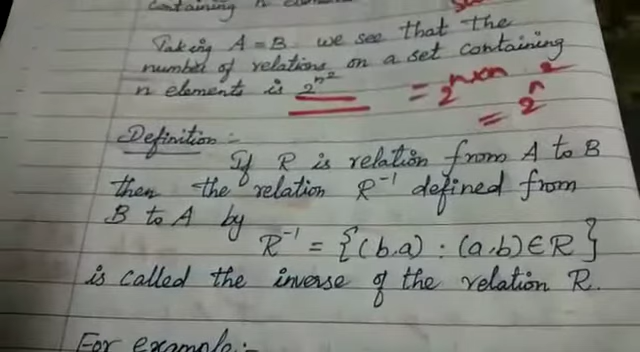 containing n elem
Taking A = B we see that the
number of relations on a set containing
n elements is 2^n² = 2^n×n
= 2^n²
Definition :-
If R is relation from A to B
then the relation R⁻¹ defined from
B to A by
R⁻¹ = {(b.a) : (a.b) ∈ R}
is called the inverse of the relation R.
For example:-